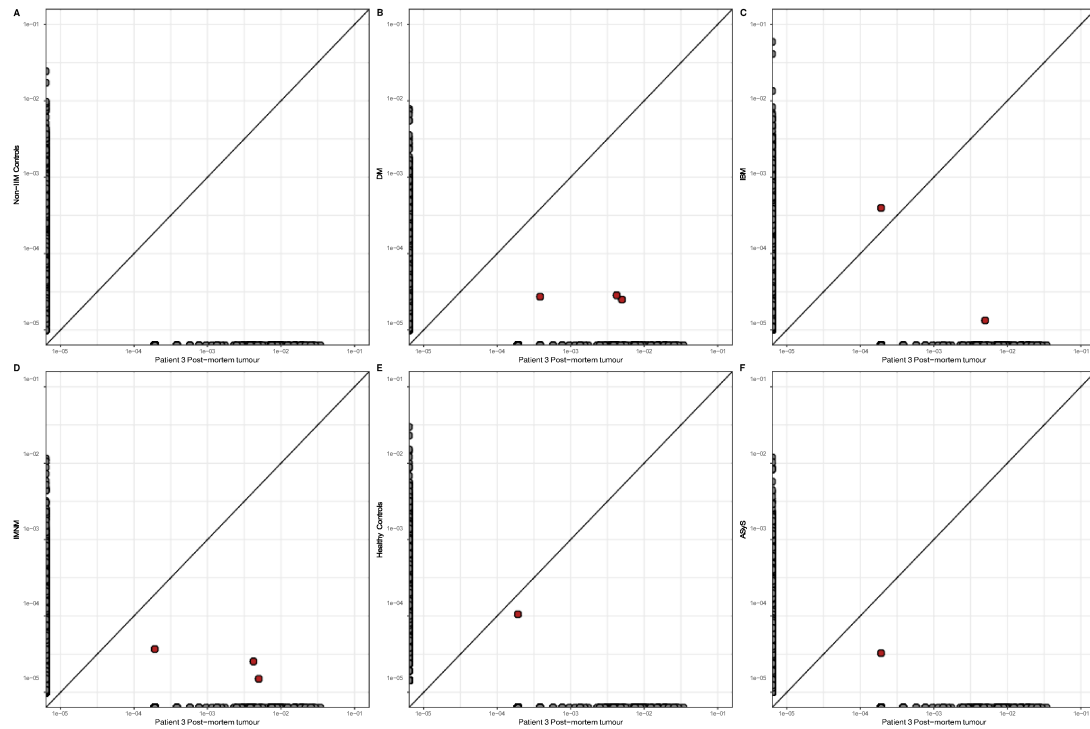 A
B
C
1e-01
1e-02
1e-03
1e-04
1e-05
Non-IIM Controls
1e-05 1e-04 1e-03 1e-02 1e-01
Patient 3 Post-mortem tumour
1e-01
1e-02
1e-03
1e-04
1e-05
DM
1e-05 1e-04 1e-03 1e-02 1e-01
Patient 3 Post-mortem tumour
1e-01
1e-02
1e-03
1e-04
1e-05
IBM
1e-05 1e-04 1e-03 1e-02 1e-01
Patient 3 Post-mortem tumour
D
E
F
1e-01
1e-02
1e-03
1e-04
1e-05
IMNM
1e-05 1e-04 1e-03 1e-02 1e-01
Patient 3 Post-mortem tumour
1e-01
1e-02
1e-03
1e-04
1e-05
Healthy Controls
1e-05 1e-04 1e-03 1e-02 1e-01
Patient 3 Post-mortem tumour
1e-01
1e-02
1e-03
1e-04
1e-05
ASyS
1e-05 1e-04 1e-03 1e-02 1e-01
Patient 3 Post-mortem tumour